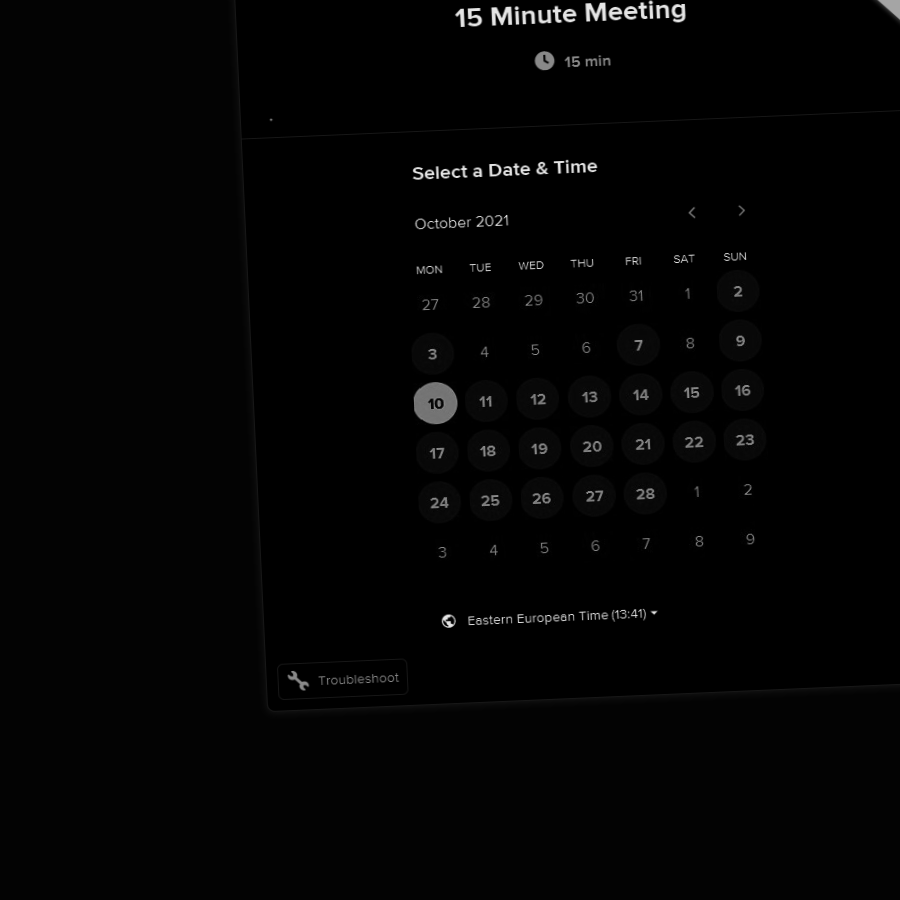 15 Minute Meeting
15 min
Select a Date & Time
October 2021
MON TUE WED THU FRI SAT SUN
27 28 29 30 31 1 2
3 4 5 6 7 8 9
10 11 12 13 14 15 16
17 18 19 20 21 22 23
24 25 26 27 28 1 2
3 4 5 6 7 8 9
Eastern European Time (13:41)
Troubleshoot